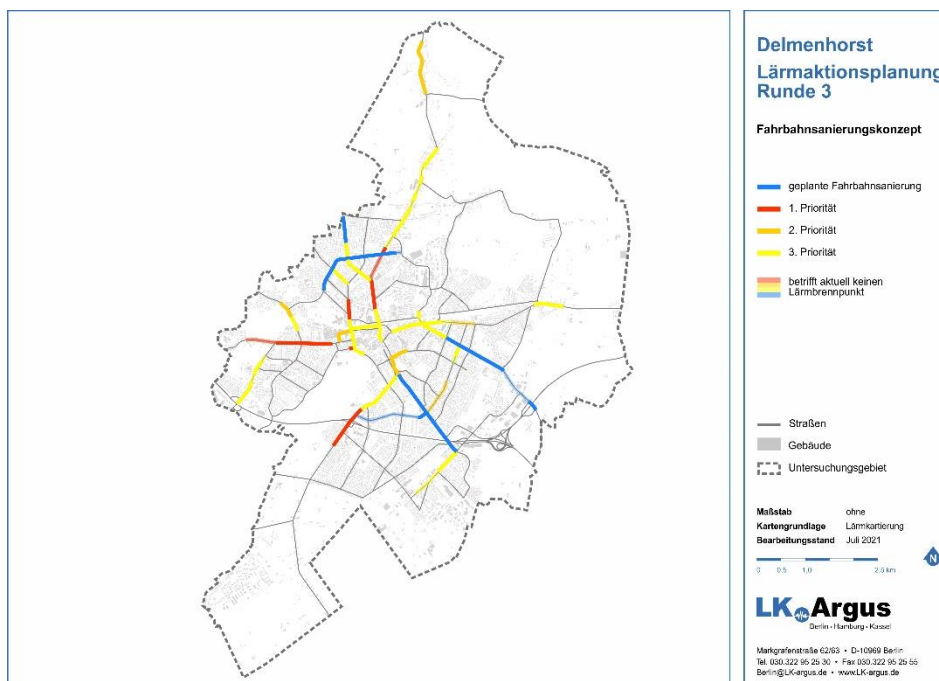 Delmenhorst
Lärmaktionsplanung
Runde 3
Fahrbahnsanierungskonzept
geplante Fahrbahnsanierung
1. Priorität
2. Priorität
3. Priorität
betrifft aktuell keinen
Lärmbrennpunkt
Straßen
Gebäude
Untersuchungsgebiet
Maßstab ohne
Kartengrundlage Lärmkartierung
Bearbeitungsstand Juli 2021
0 0.5 1,0 2.5 km
N
LK Argus
Berlin • Hamburg • Kassel
Markgrafenstraße 62/63 • D-10969 Berlin
Tel. 030.322 95 25 30 • Fax 030.322 95 25 55
Berlin@LK-argus.de • www.LK-argus.de